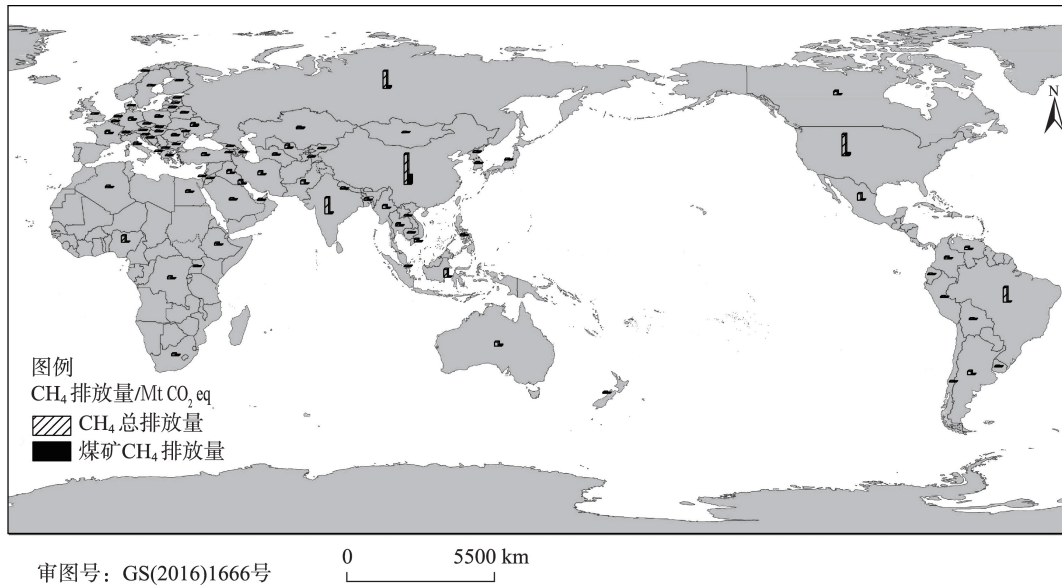 N
图例
CH₄ 排放量/Mt CO₂ eq
CH₄ 总排放量
煤矿CH₄ 排放量
审图号：GS(2016)1666号
0 5500 km